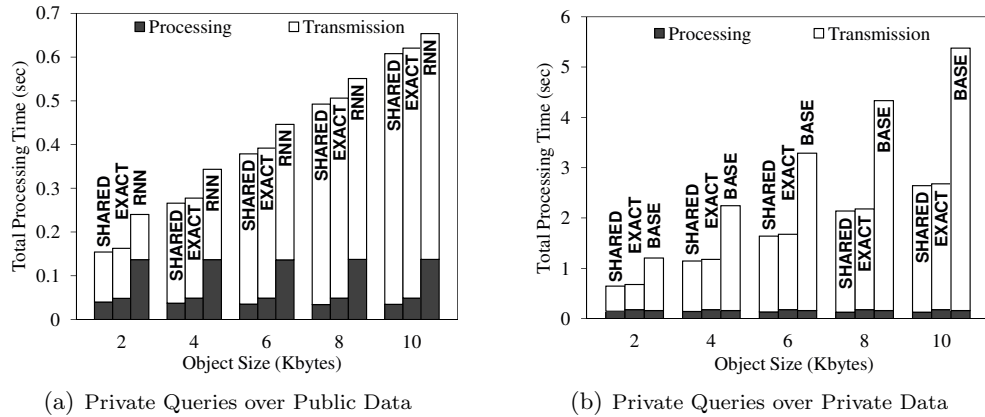 0.7
0.6
0.5
0.4
0.3
0.2
0.1
0
Total Processing Time (sec)
Processing
Transmission
SHARED
EXACT
RNN
SHARED
EXACT
RNN
SHARED
EXACT
RNN
SHARED
EXACT
RNN
SHARED
EXACT
RNN
2 4 6 8 10
Object Size (Kbytes)
(a) Private Queries over Public Data
6
5
4
3
2
1
0
Total Processing Time (sec)
Processing
Transmission
SHARED
EXACT
BASE
SHARED
EXACT
BASE
SHARED
EXACT
BASE
SHARED
EXACT
BASE
SHARED
EXACT
BASE
2 4 6 8 10
Object Size (Kbytes)
(b) Private Queries over Private Data